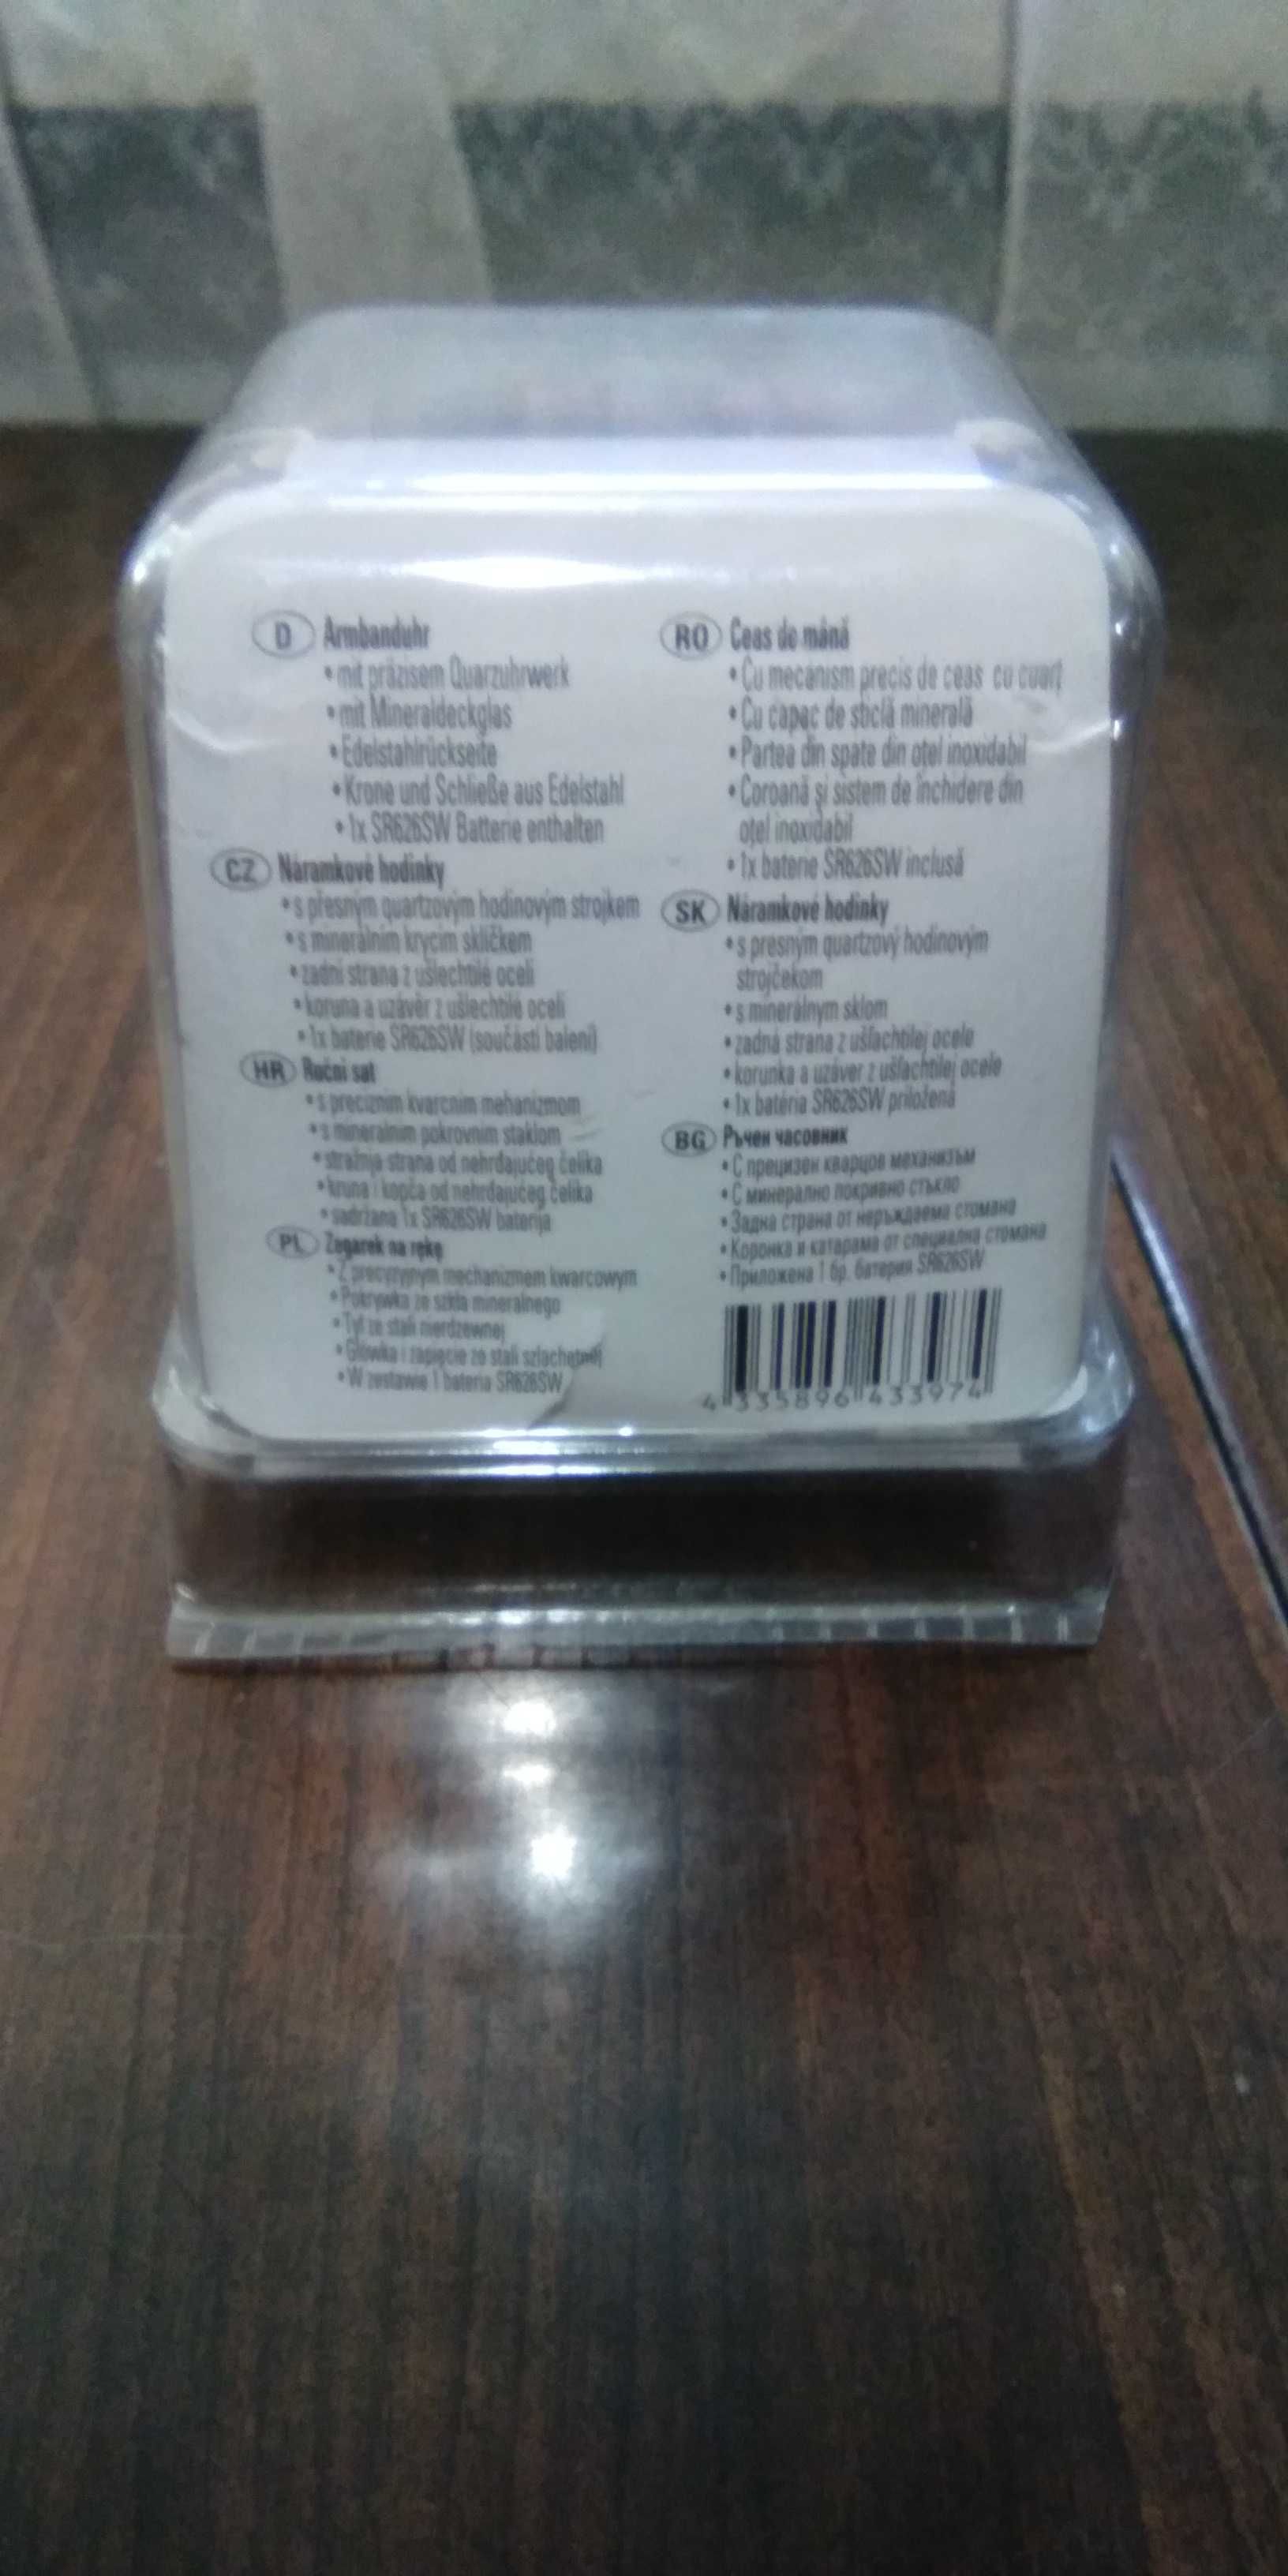 D Armbanduhr
• mit präzisem Quarzuhrwerk
• mit Mineraldeckglas
• Edelstahlrückseite
• Krone und Schließe aus Edelstahl
• 1x SR626SW Batterie enthalten
CZ Náramkové hodinky
• s přesným quartzovým hodinovým strojkem
• s minerálním krycím sklíčkem
• zadní strana z ušlechtilé oceli
• koruna a uzávěr z ušlechtilé oceli
• 1x baterie SR626SW (součástí balení)
HR Ručni sat
• s preciznim kvarcnim mehanizmom
• s mineralnim pokrovnim staklom
• stražnja strana od nehrđajućeg čelika
• kruna i kopča od nehrđajućeg čelika
• sadržana 1x SR626SW baterija
PL Zegarek na rękę
• Z precyzyjnym mechanizmem kwarcowym
• Pokrywka ze szkła mineralnego
• Tył ze stali nierdzewnej
• Główka i zapięcie ze stali szlachetnej
• W zestawie 1 bateria SR626SW
RO Ceas de mână
• Cu mecanism precis de ceas cu cuarț
• Cu capac de sticlă minerală
• Partea din spate din oțel inoxidabil
• Coroană și sistem de închidere din
oțel inoxidabil
• 1x baterie SR626SW inclusă
SK Náramkové hodinky
• s presným quartzový hodinovým
strojčekom
• s minerálnym sklom
• zadná strana z ušľachtilej ocele
• korunka a uzáver z ušľachtilej ocele
• 1x batéria SR626SW priložená
BG Ръчен часовник
• С прецизен кварцов механизъм
• С минерално покривно стъкло
• Задна страна от неръждаема стомана
• Коронка и катарама от специална стомана
• Приложена 1 бр. батерия SR626SW
4 335896 433974